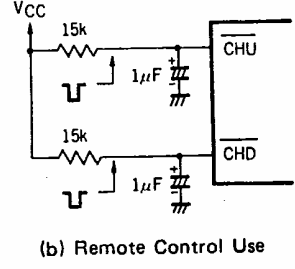 VCC
15k
CHU
+
1μF
-
15k
CHD
+
1μF
-
(b) Remote Control Use